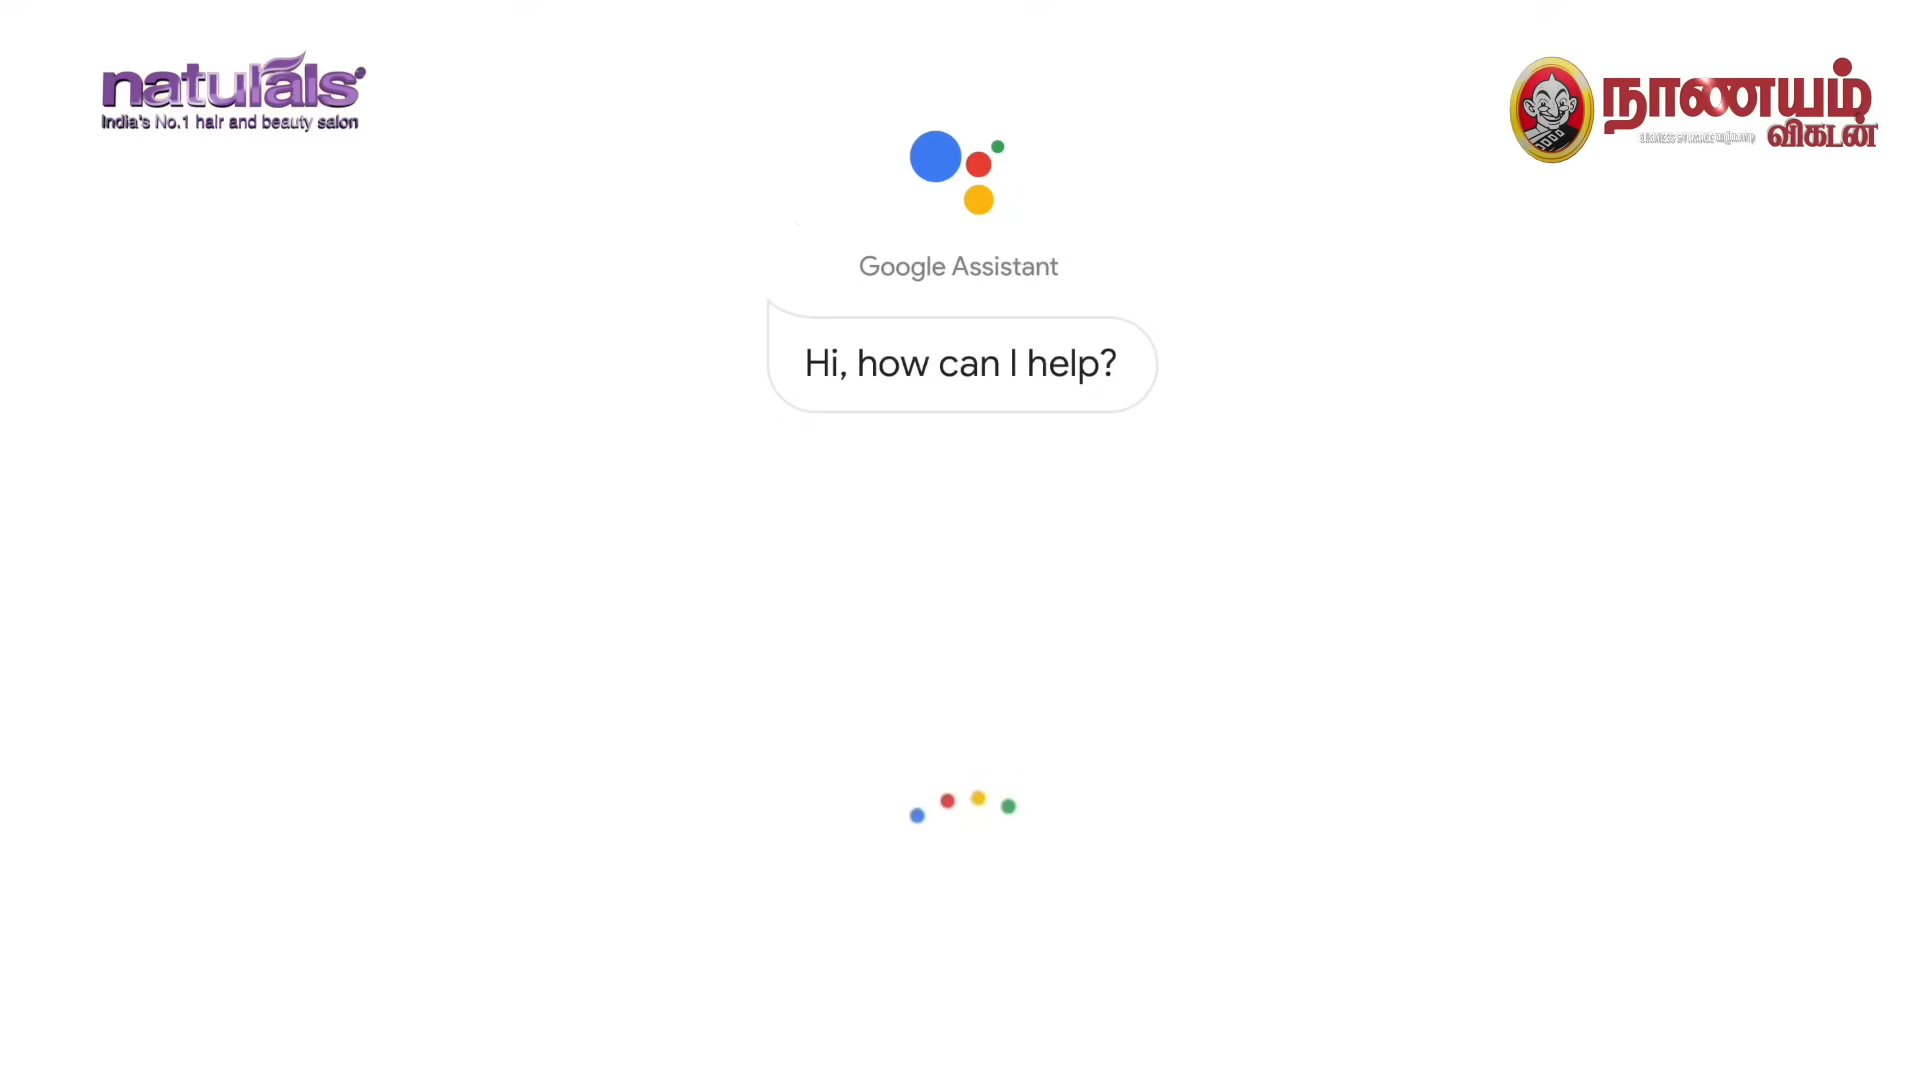 naturals
India's No.1 hair and beauty salon
நாணயம்
விகடன்
Google Assistant
Hi, how can I help?